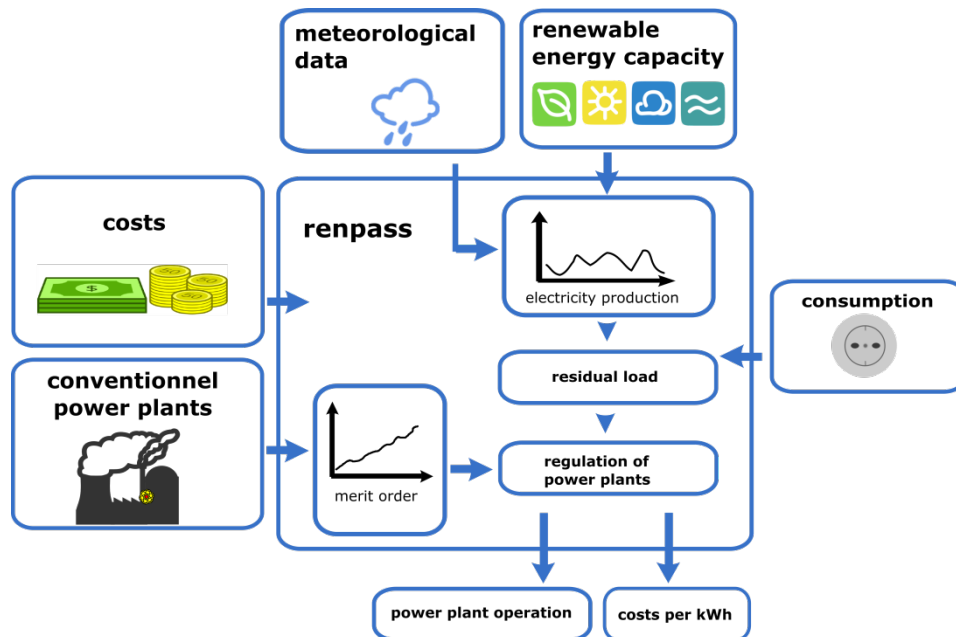 meteorological
data
renewable
energy capacity
costs
renpass
electricity production
consumption
residual load
conventionnel
power plants
merit order
regulation of
power plants
power plant operation
costs per kWh